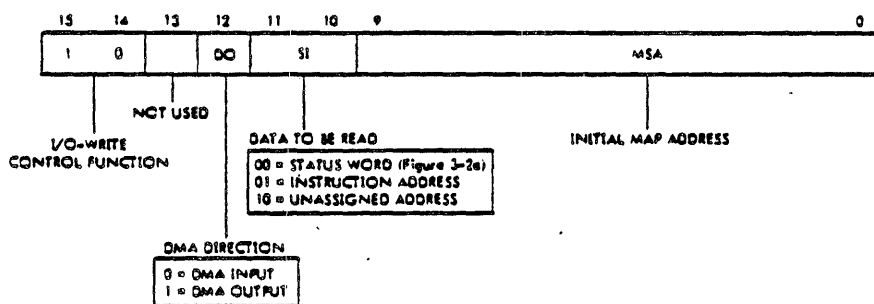 15 14 13 12 11 10 9 0
1 0 DO SI MSA
NOT USED
I/O-WRITE
CONTROL FUNCTION
DATA TO BE READ
00 = STATUS WORD (Figure 3-2a)
01 = INSTRUCTION ADDRESS
10 = UNASSIGNED ADDRESS
INITIAL MAP ADDRESS
DMA DIRECTION
0 = DMA INPUT
1 = DMA OUTPUT